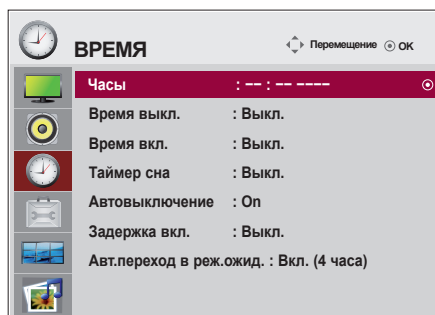 ВРЕМЯ
Перемещение OK
Часы : –– : –– ––––
Время выкл. : Выкл.
Время вкл. : Выкл.
Таймер сна : Выкл.
Автовыключение : On
Задержка вкл. : Выкл.
Авт.переход в реж.ожид. : Вкл. (4 часа)